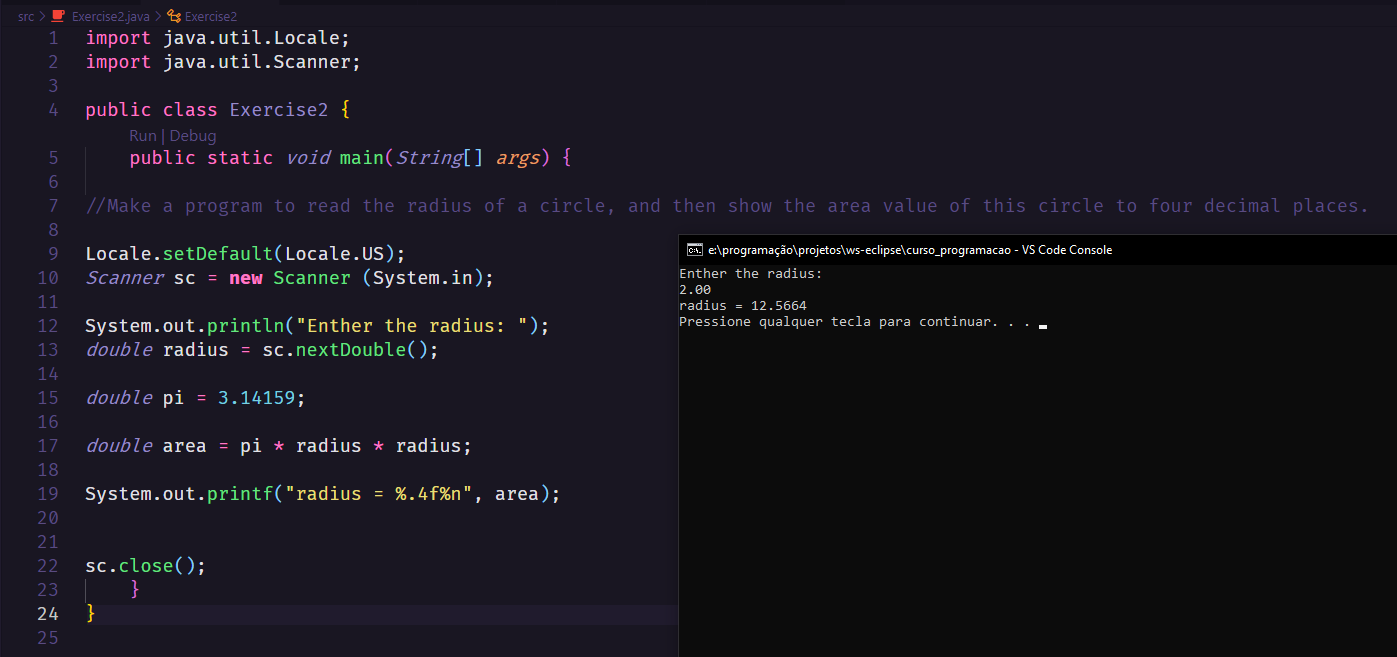 src > Exercise2.java > Exercise2
1 import java.util.Locale;
2 import java.util.Scanner;
3
4 public class Exercise2 {
Run | Debug
5 public static void main(String[] args) {
6
7 //Make a program to read the radius of a circle, and then show the area value of this circle to four decimal places.
8
9 Locale.setDefault(Locale.US);
10 Scanner sc = new Scanner (System.in);
11
12 System.out.println("Enther the radius: ");
13 double radius = sc.nextDouble();
14
15 double pi = 3.14159;
16
17 double area = pi * radius * radius;
18
19 System.out.printf("radius = %.4f%n", area);
20
21
22 sc.close();
23 }
24 }
25
e:\programação\projetos\ws-eclipse\curso_programacao - VS Code Console
Enther the radius:
2.00
radius = 12.5664
Pressione qualquer tecla para continuar. . .